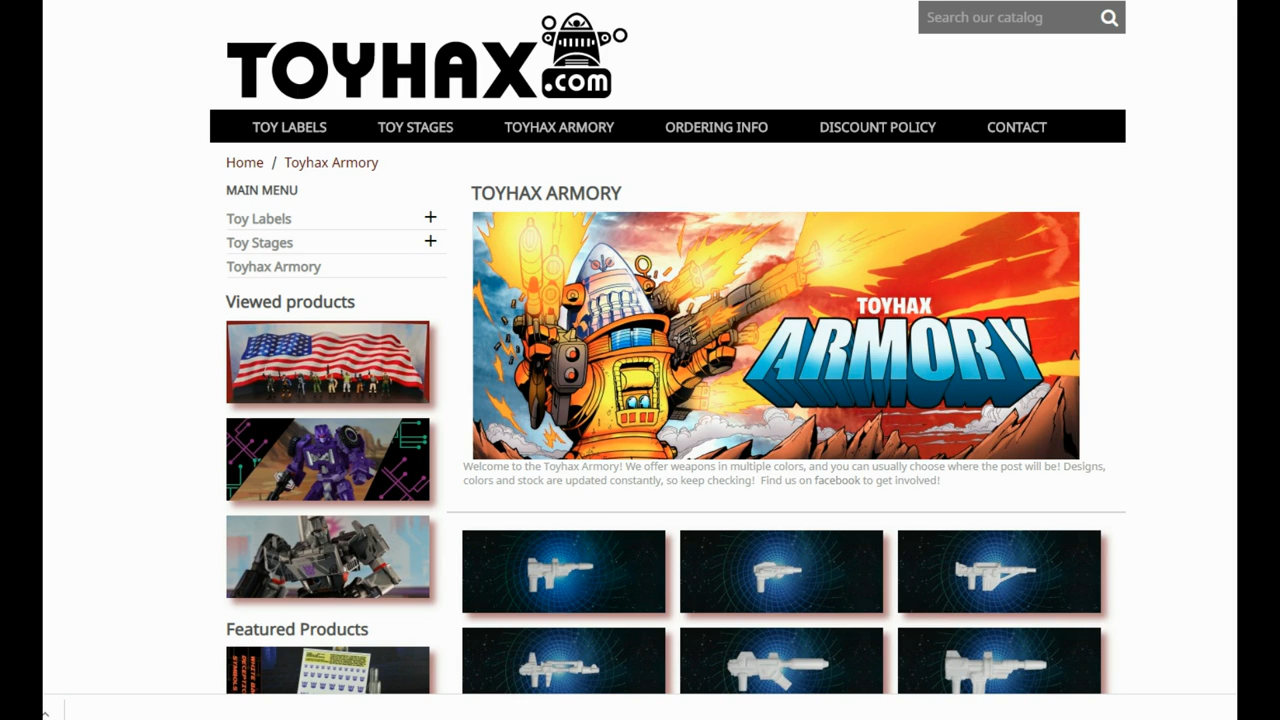 Search our catalog
TOYHAX
.com
TOY LABELS TOY STAGES TOYHAX ARMORY ORDERING INFO DISCOUNT POLICY CONTACT
Home / Toyhax Armory
MAIN MENU
Toy Labels +
Toy Stages +
Toyhax Armory
Viewed products
Featured Products
TOYHAX ARMORY
TOYHAX
ARMORY
Welcome to the Toyhax Armory! We offer weapons in multiple colors, and you can usually choose where the post will be! Designs,
colors and stock are updated constantly, so keep checking! Find us on facebook to get involved!